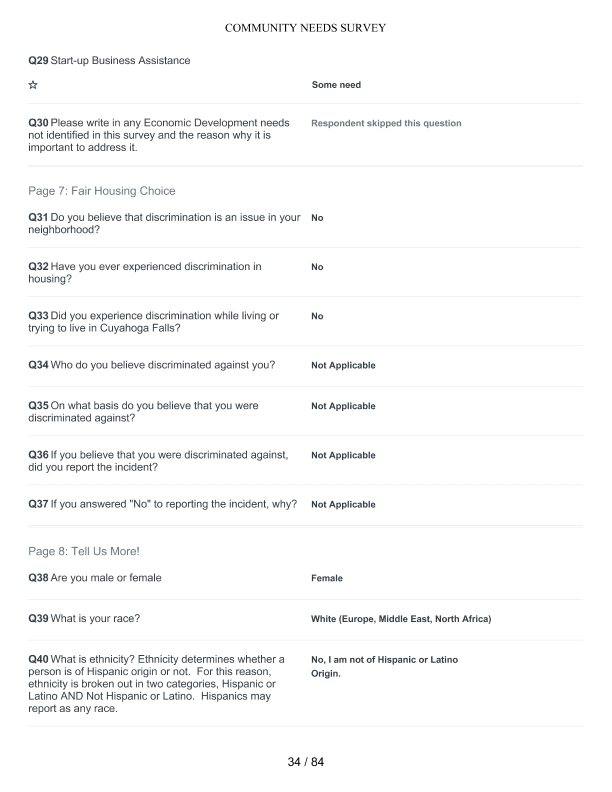 COMMUNITY NEEDS SURVEY
Q29 Start-up Business Assistance
☆ Some need
Q30 Please write in any Economic Development needs Respondent skipped this question
not identified in this survey and the reason why it is
important to address it.
Page 7: Fair Housing Choice
Q31 Do you believe that discrimination is an issue in your No
neighborhood?
Q32 Have you ever experienced discrimination in No
housing?
Q33 Did you experience discrimination while living or No
trying to live in Cuyahoga Falls?
Q34 Who do you believe discriminated against you? Not Applicable
Q35 On what basis do you believe that you were Not Applicable
discriminated against?
Q36 If you believe that you were discriminated against, Not Applicable
did you report the incident?
Q37 If you answered "No" to reporting the incident, why? Not Applicable
Page 8: Tell Us More!
Q38 Are you male or female Female
Q39 What is your race? White (Europe, Middle East, North Africa)
Q40 What is ethnicity? Ethnicity determines whether a No, I am not of Hispanic or Latino
person is of Hispanic origin or not. For this reason, Origin.
ethnicity is broken out in two categories, Hispanic or
Latino AND Not Hispanic or Latino. Hispanics may
report as any race.
34 / 84